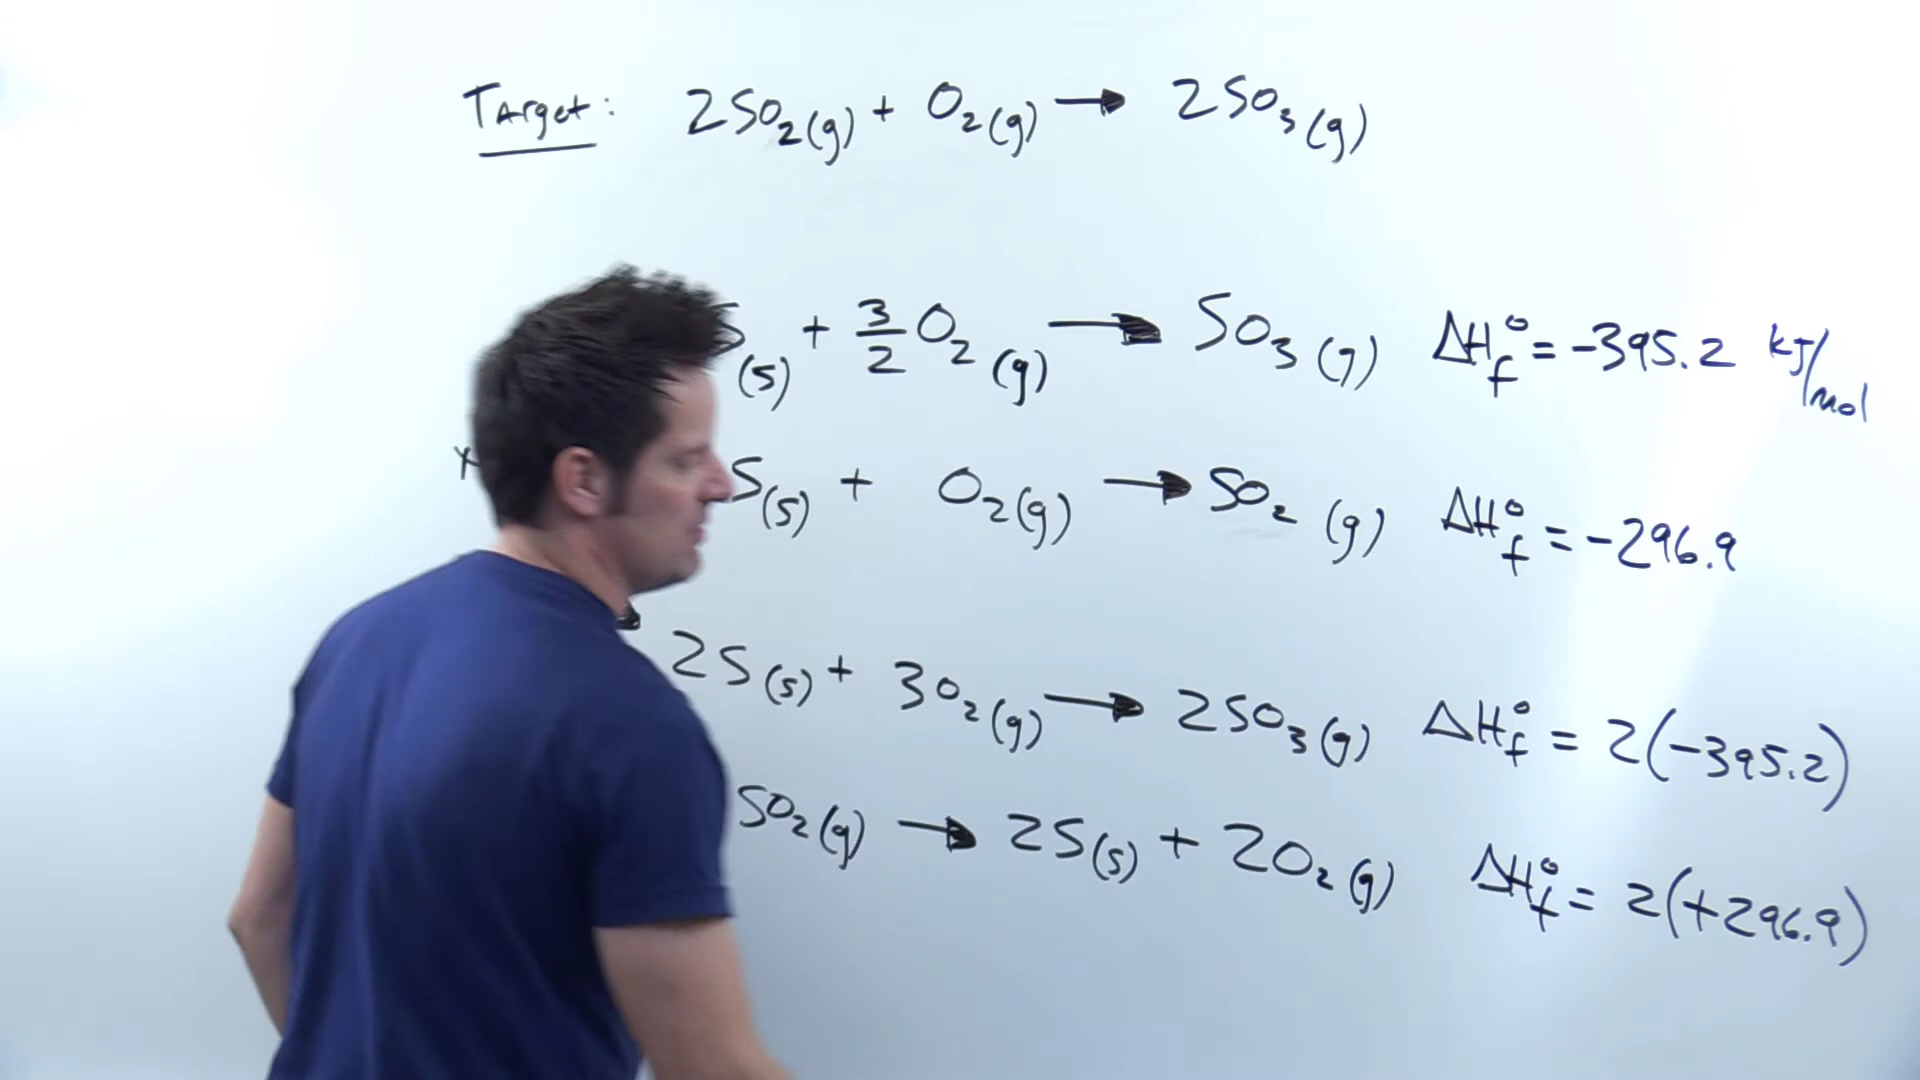 Target: 2SO₂(g) + O₂(g) → 2SO₃(g)
S(s) + 3/2 O₂(g) → SO₃(g) ΔH°f = -395.2 kJ/mol
S(s) + O₂(g) → SO₂(g) ΔH°f = -296.9
2S(s) + 3O₂(g) → 2SO₃(g) ΔH°f = 2(-395.2)
SO₂(g) → 2S(s) + 2O₂(g) ΔH°f = 2(+296.9)